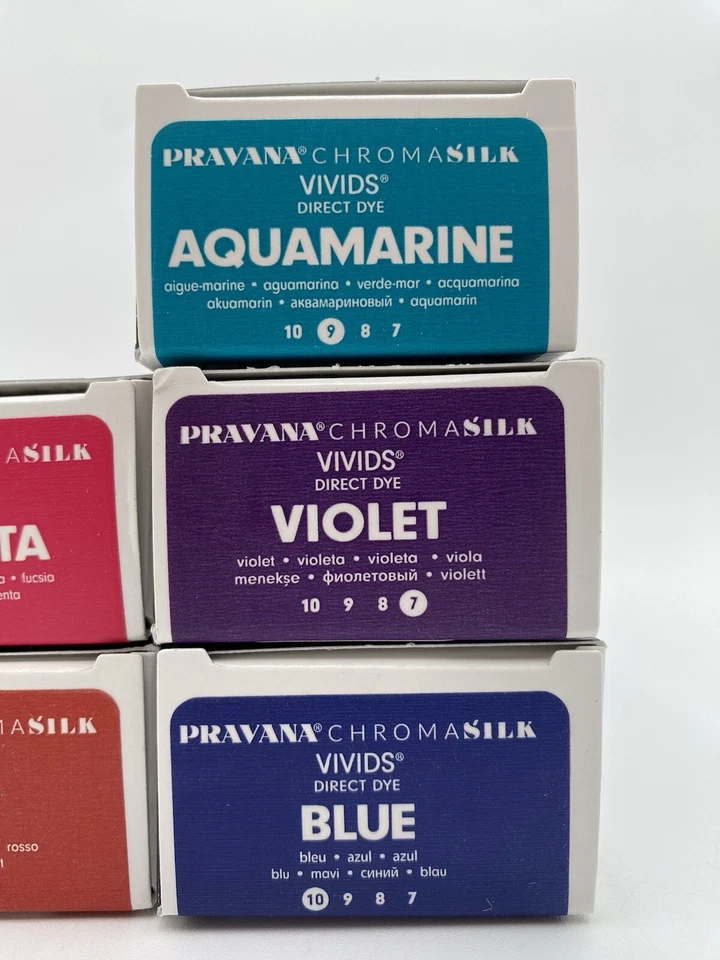 PRAVANA® CHROMASILK
VIVIDS®
DIRECT DYE
AQUAMARINE
aigue-marine • aguamarina • verde-mar • acquamarina
akuamarin • аквамариновый • aquamarin
10 9 8 7
ASILK
TA
a • fucsia
enta
PRAVANA® CHROMASILK
VIVIDS®
DIRECT DYE
VIOLET
violet • violeta • violeta • viola
menekşe • фиолетовый • violett
10 9 8 7
ASILK
rosso
PRAVANA® CHROMASILK
VIVIDS®
DIRECT DYE
BLUE
bleu • azul • azul
blu • mavi • синий • blau
10 9 8 7